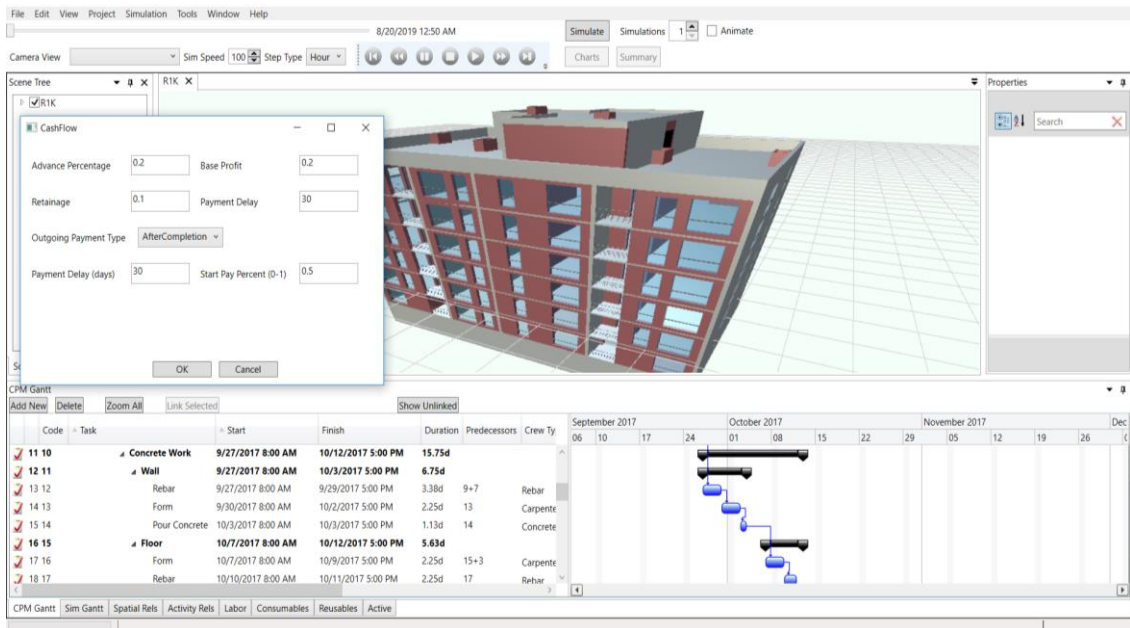 File Edit View Project Simulation Tools Window Help
8/20/2019 12:50 AM Simulate Simulations 1 Animate
Camera View Sim Speed 100 Step Type Hour Charts Summary
Scene Tree R1K Properties
R1K
Search
CashFlow
Advance Percentage 0.2 Base Profit 0.2
Retainage 0.1 Payment Delay 30
Outgoing Payment Type AfterCompletion
Payment Delay (days) 30 Start Pay Percent (0-1) 0.5
OK Cancel
CPM Gantt
Add New Delete Zoom All Link Selected Show Unlinked
Code Task Start Finish Duration Predecessors Crew Ty
September 2017 October 2017 November 2017 Dec
06 10 17 24 01 08 15 22 29 05 12 19 26
11 10 Concrete Work 9/27/2017 8:00 AM 10/12/2017 5:00 PM 15.75d
12 11 Wall 9/27/2017 8:00 AM 10/3/2017 5:00 PM 6.75d
13 12 Rebar 9/27/2017 8:00 AM 9/29/2017 5:00 PM 3.38d 9+7 Rebar
14 13 Form 9/30/2017 8:00 AM 10/2/2017 5:00 PM 2.25d 13 Carpente
15 14 Pour Concrete 10/3/2017 8:00 AM 10/3/2017 5:00 PM 1.13d 14 Concrete
16 15 Floor 10/7/2017 8:00 AM 10/12/2017 5:00 PM 5.63d
17 16 Form 10/7/2017 8:00 AM 10/9/2017 5:00 PM 2.25d 15+3 Carpente
18 17 Rebar 10/10/2017 8:00 AM 10/11/2017 5:00 PM 2.25d 17 Rebar
CPM Gantt Sim Gantt Spatial Rels Activity Rels Labor Consumables Reusables Active